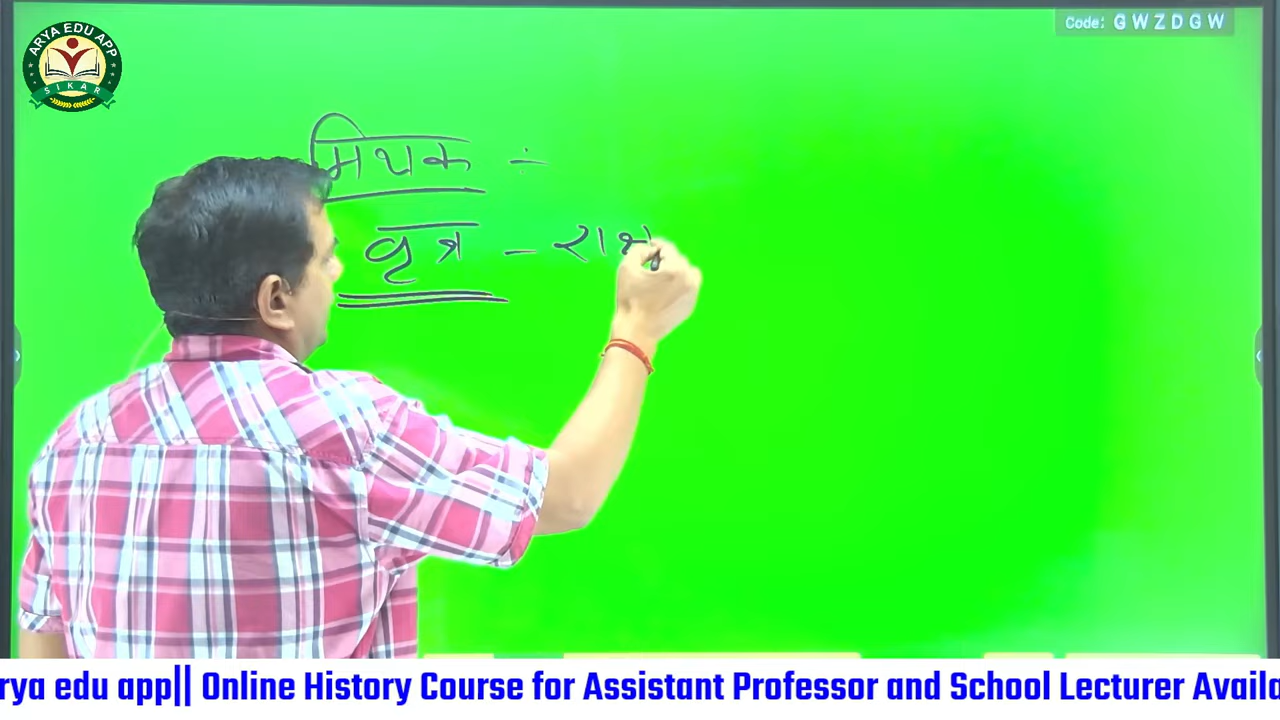 ARYA EDU APP
SIKAR
Code: GWZDGW
मिथक ÷
वृत्र -
rya edu app|| Online History Course for Assistant Professor and School Lecturer Availa